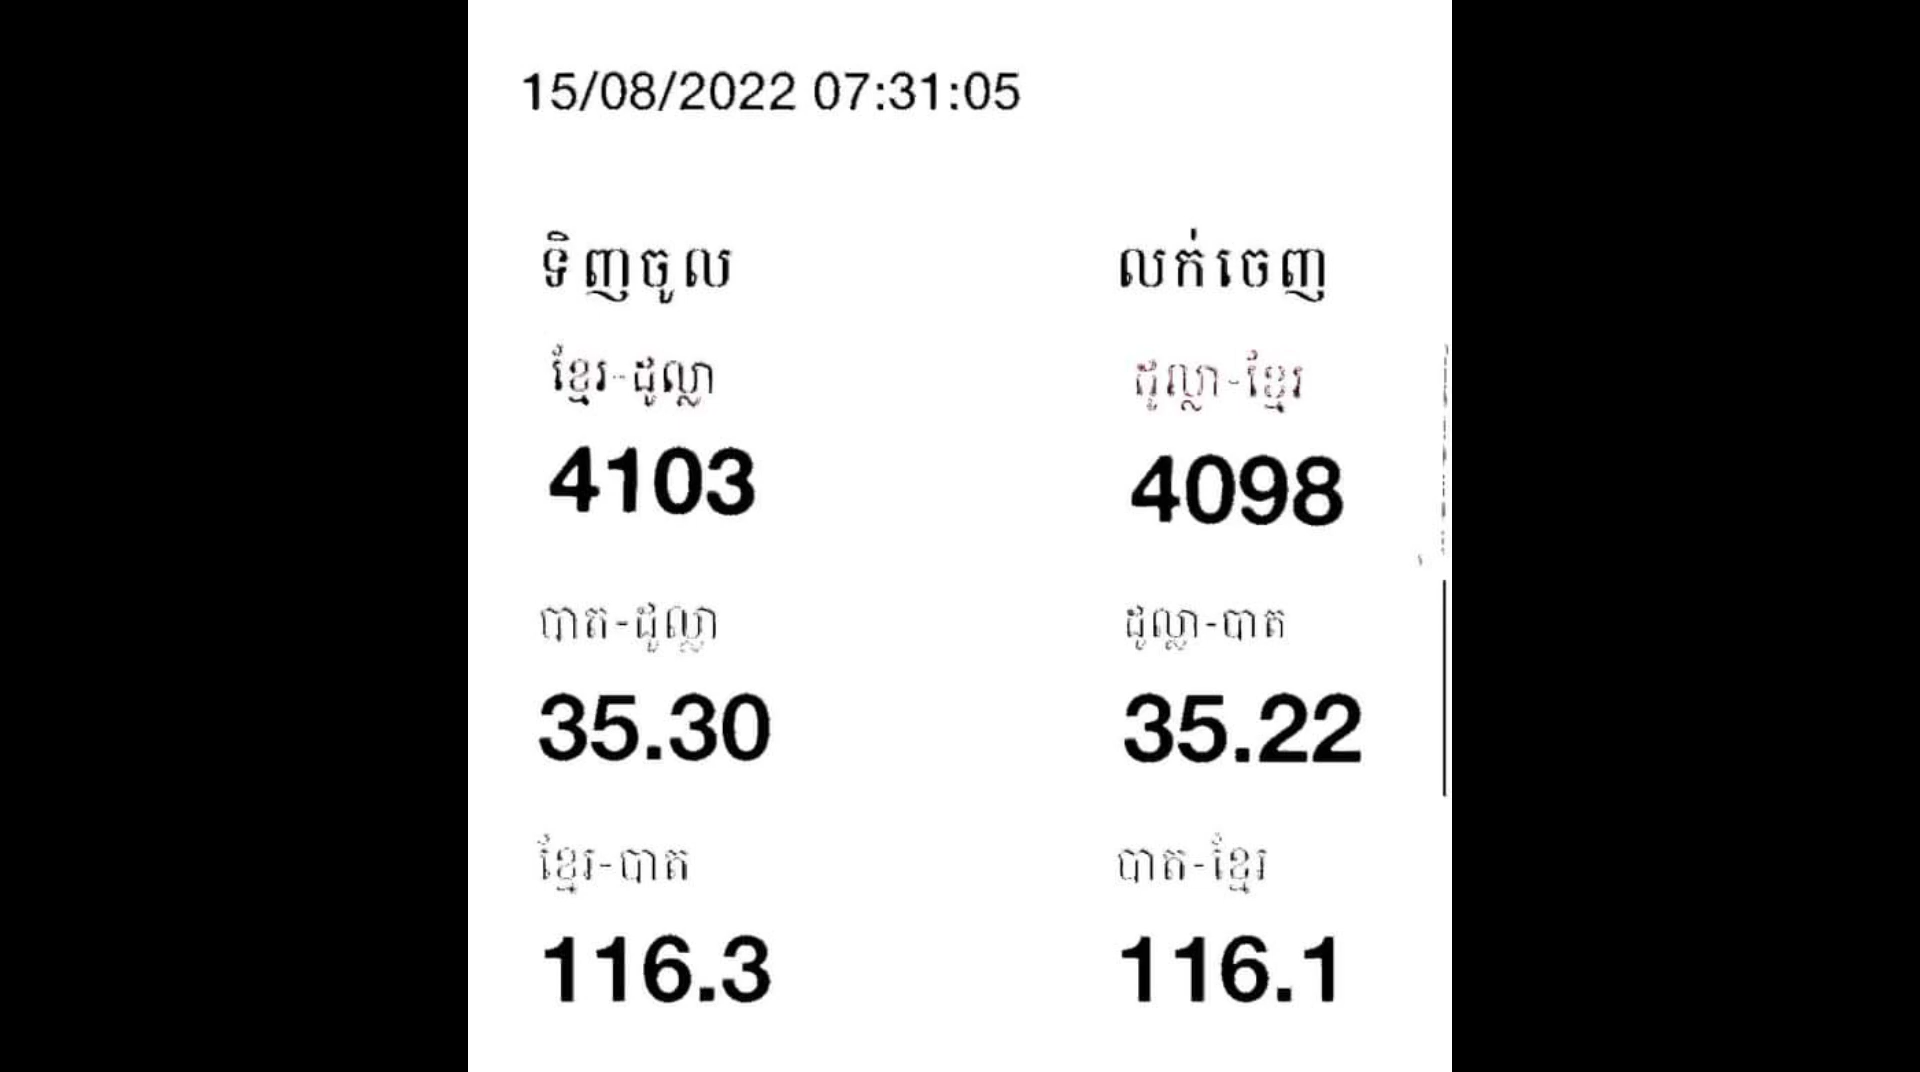 15/08/2022 07:31:05
ទិញចូល លក់ចេញ
ខ្មែរ-ដូល្លា ដូល្លា-ខ្មែរ
4103 4098
បាត-ដូល្លា ដូល្លា-បាត
35.30 35.22
ខ្មែរ-បាត បាត-ខ្មែរ
116.3 116.1